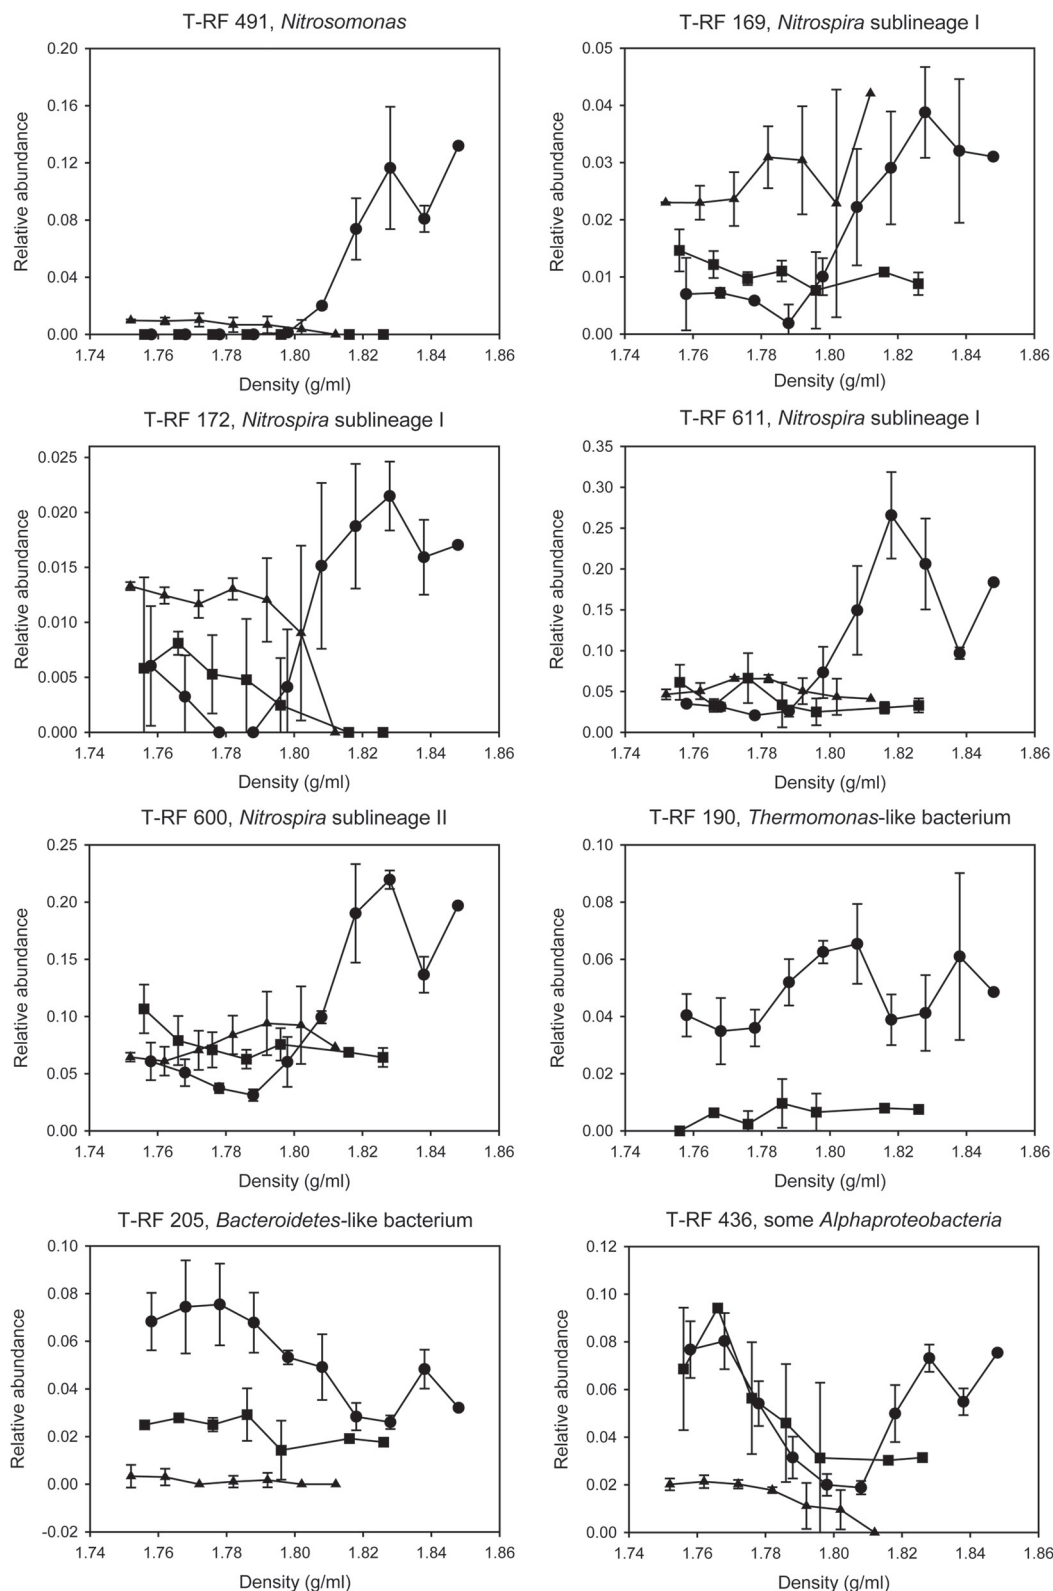 T-RF 491, Nitrosomonas
0.20
0.16
0.12
0.08
0.04
0.00
Relative abundance
1.74 1.76 1.78 1.80 1.82 1.84 1.86
Density (g/ml)
T-RF 169, Nitrospira sublineage I
0.05
0.04
0.03
0.02
0.01
0.00
Relative abundance
1.74 1.76 1.78 1.80 1.82 1.84 1.86
Density (g/ml)
T-RF 172, Nitrospira sublineage I
0.025
0.020
0.015
0.010
0.005
0.000
Relative abundance
1.74 1.76 1.78 1.80 1.82 1.84 1.86
Density (g/ml)
T-RF 611, Nitrospira sublineage I
0.35
0.30
0.25
0.20
0.15
0.10
0.05
0.00
Relative abundance
1.74 1.76 1.78 1.80 1.82 1.84 1.86
Density (g/ml)
T-RF 600, Nitrospira sublineage II
0.25
0.20
0.15
0.10
0.05
0.00
Relative abundance
1.74 1.76 1.78 1.80 1.82 1.84 1.86
Density (g/ml)
T-RF 190, Thermomonas-like bacterium
0.10
0.08
0.06
0.04
0.02
0.00
Relative abundance
1.74 1.76 1.78 1.80 1.82 1.84 1.86
Density (g/ml)
T-RF 205, Bacteroidetes-like bacterium
0.10
0.08
0.06
0.04
0.02
0.00
-0.02
Relative abundance
1.74 1.76 1.78 1.80 1.82 1.84 1.86
Density (g/ml)
T-RF 436, some Alphaproteobacteria
0.12
0.10
0.08
0.06
0.04
0.02
0.00
Relative abundance
1.74 1.76 1.78 1.80 1.82 1.84 1.86
Density (g/ml)